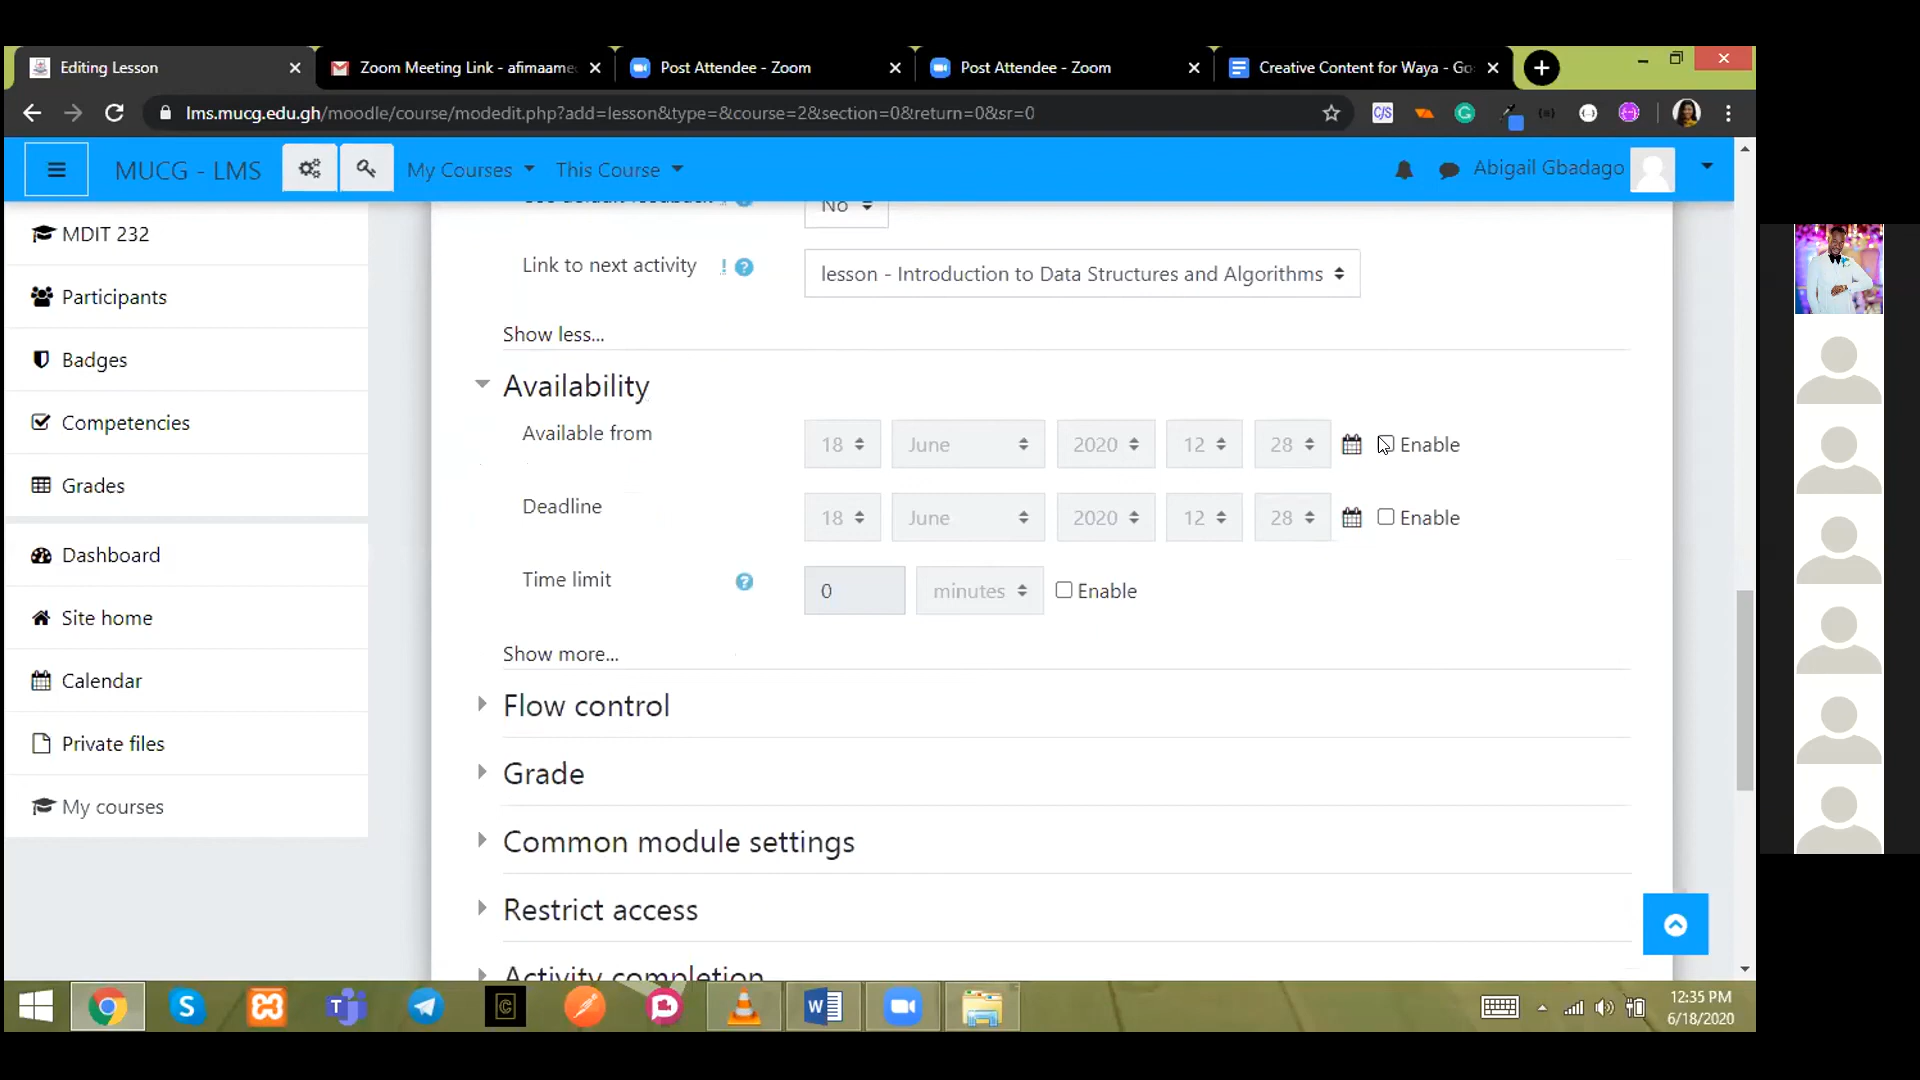 Editing Lesson
Zoom Meeting Link - afimaame
Post Attendee - Zoom
Post Attendee - Zoom
Creative Content for Waya - Go
lms.mucg.edu.gh/moodle/course/modedit.php?add=lesson&type=&course=2&section=0&return=0&sr=0
MUCG - LMS
My Courses
This Course
Abigail Gbadago
MDIT 232
Participants
Badges
Competencies
Grades
Dashboard
Site home
Calendar
Private files
My courses
No
Link to next activity
lesson - Introduction to Data Structures and Algorithms
Show less...
Availability
Available from
18 June 2020 12 28 Enable
Deadline
18 June 2020 12 28 Enable
Time limit
0 minutes Enable
Show more...
Flow control
Grade
Common module settings
Restrict access
Activity completion
12:35 PM
6/18/2020